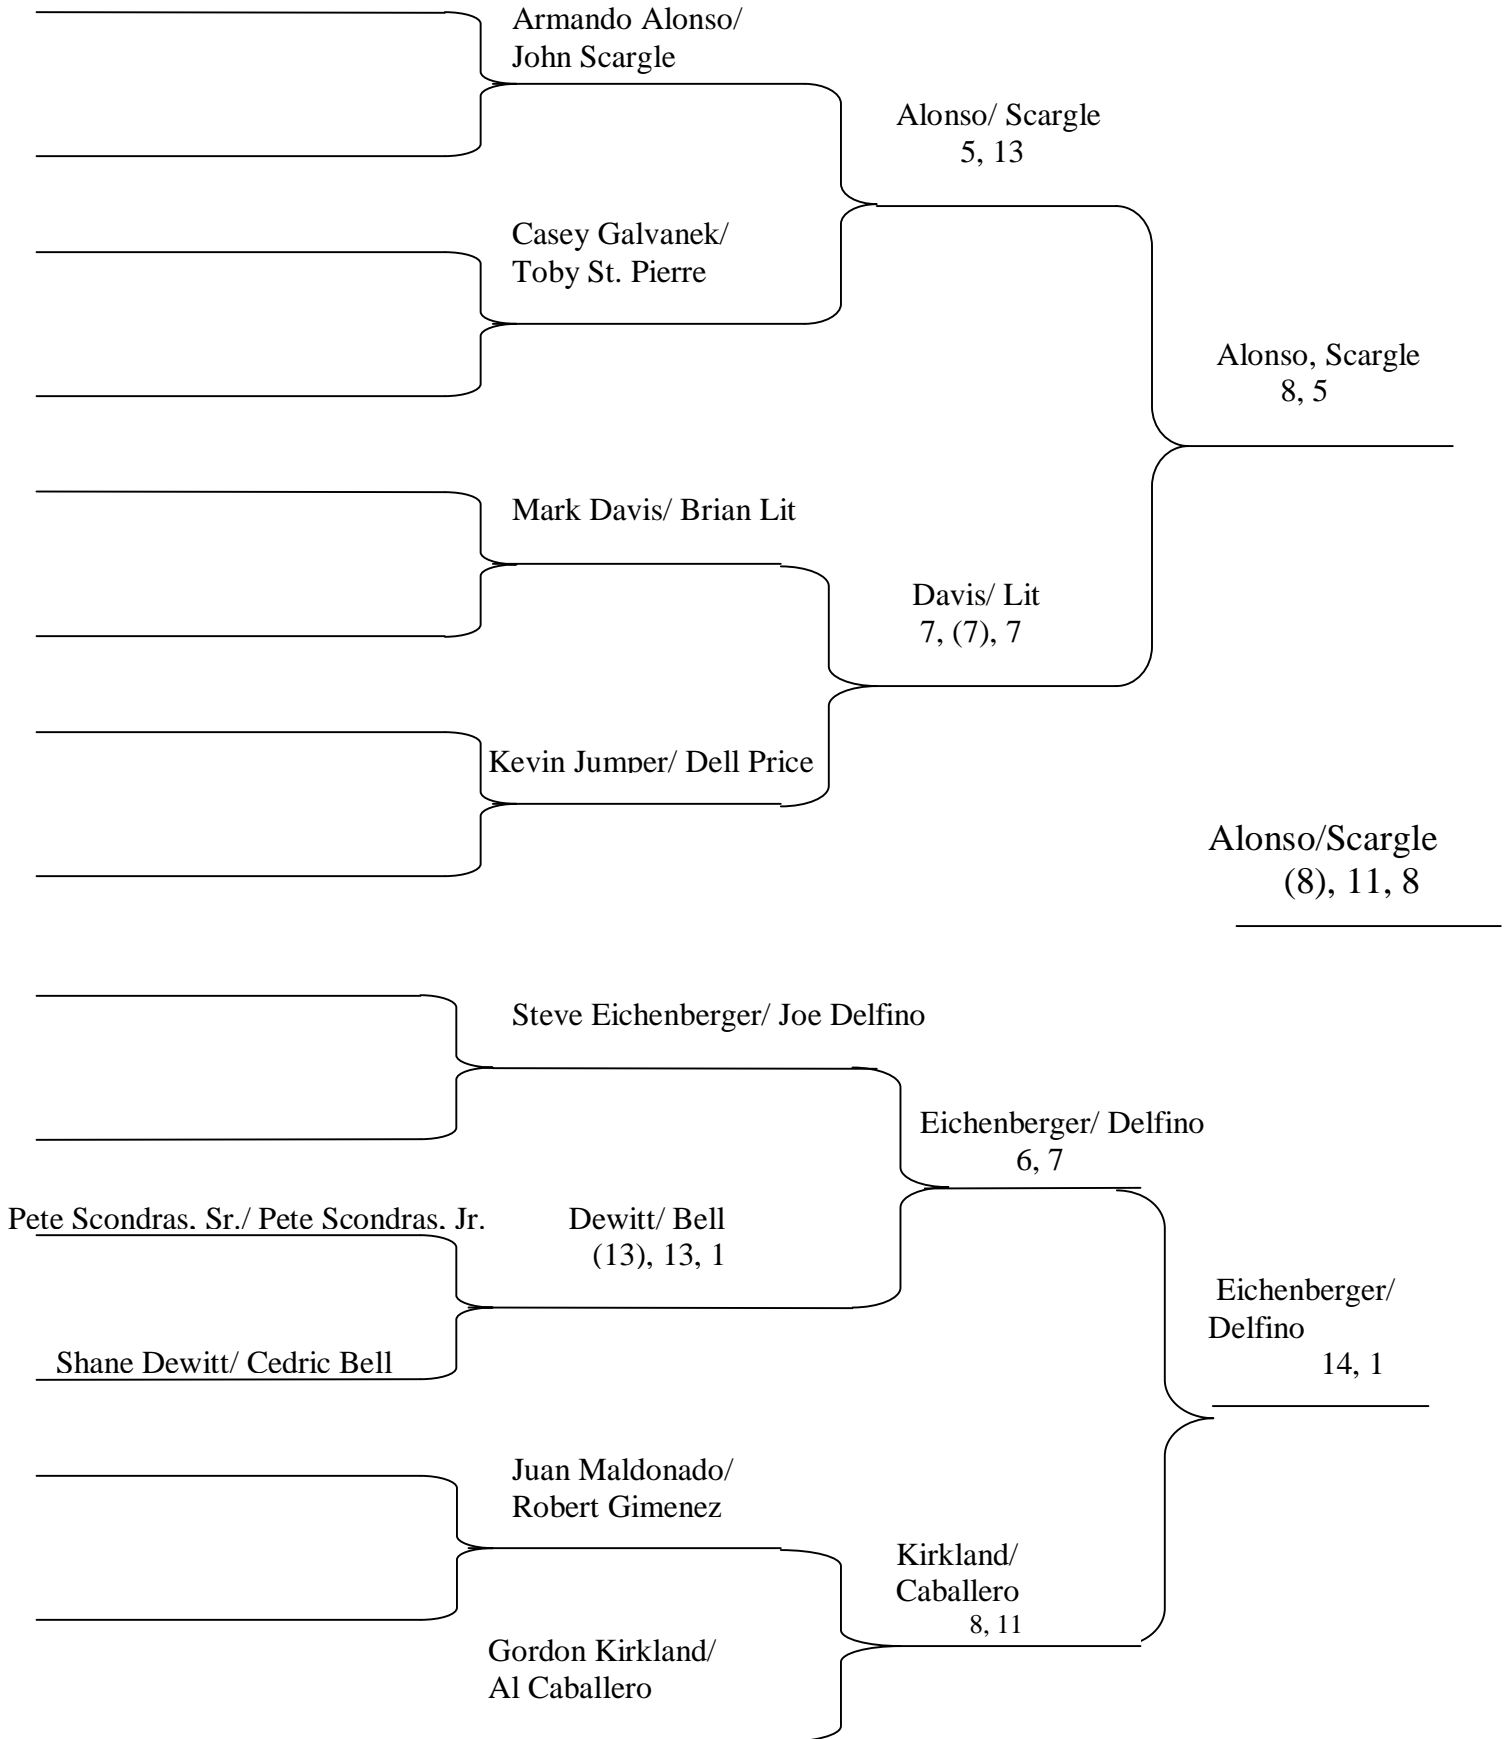 Armando Alonso/
John Scargle
Alonso/ Scargle
5, 13
Casey Galvanek/
Toby St. Pierre
Alonso, Scargle
8, 5
Mark Davis/ Brian Lit
Davis/ Lit
7, (7), 7
Kevin Jumper/ Dell Price
Alonso/Scargle
(8), 11, 8
Steve Eichenberger/ Joe Delfino
Eichenberger/ Delfino
6, 7
Pete Scondras, Sr./ Pete Scondras, Jr.
Dewitt/ Bell
(13), 13, 1
Eichenberger/
Delfino
14, 1
Shane Dewitt/ Cedric Bell
Juan Maldonado/
Robert Gimenez
Kirkland/
Caballero
8, 11
Gordon Kirkland/
Al Caballero